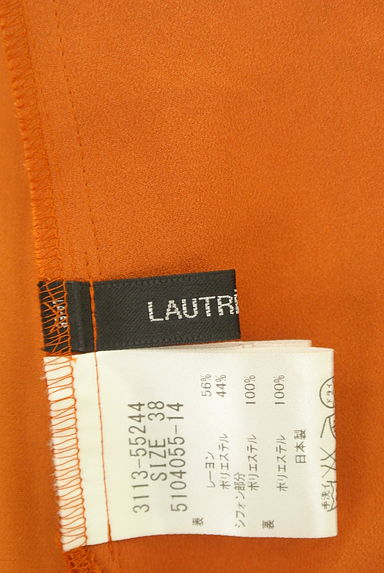 LAUTR
3113-55244
SIZE 38
5104055-14
表 レーヨン 56%
ポリエステル 44%
シフォン部分
ポリエステル 100%
裏 ポリエステル 100%
日本製